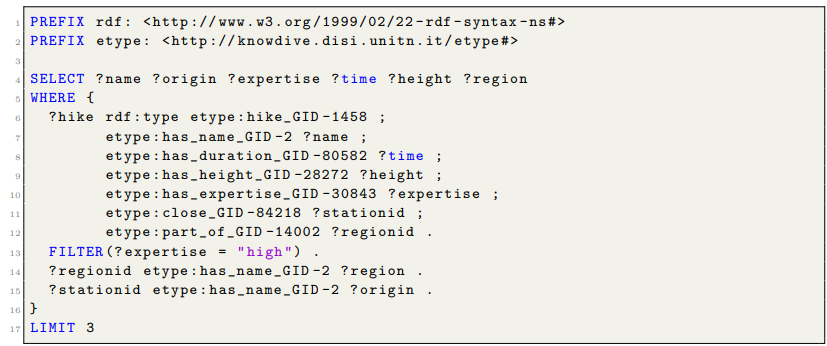 1 PREFIX rdf: <http://www.w3.org/1999/02/22-rdf-syntax-ns#>
2 PREFIX etype: <http://knowdive.disi.unitn.it/etype#>
3
4 SELECT ?name ?origin ?expertise ?time ?height ?region
5 WHERE {
6   ?hike rdf:type etype:hike_GID-1458 ;
7         etype:has_name_GID-2 ?name ;
8         etype:has_duration_GID-80582 ?time ;
9         etype:has_height_GID-28272 ?height ;
10         etype:has_expertise_GID-30843 ?expertise ;
11         etype:close_GID-84218 ?stationid ;
12         etype:part_of_GID-14002 ?regionid .
13   FILTER(?expertise = "high") .
14   ?regionid etype:has_name_GID-2 ?region .
15   ?stationid etype:has_name_GID-2 ?origin .
16 }
17 LIMIT 3